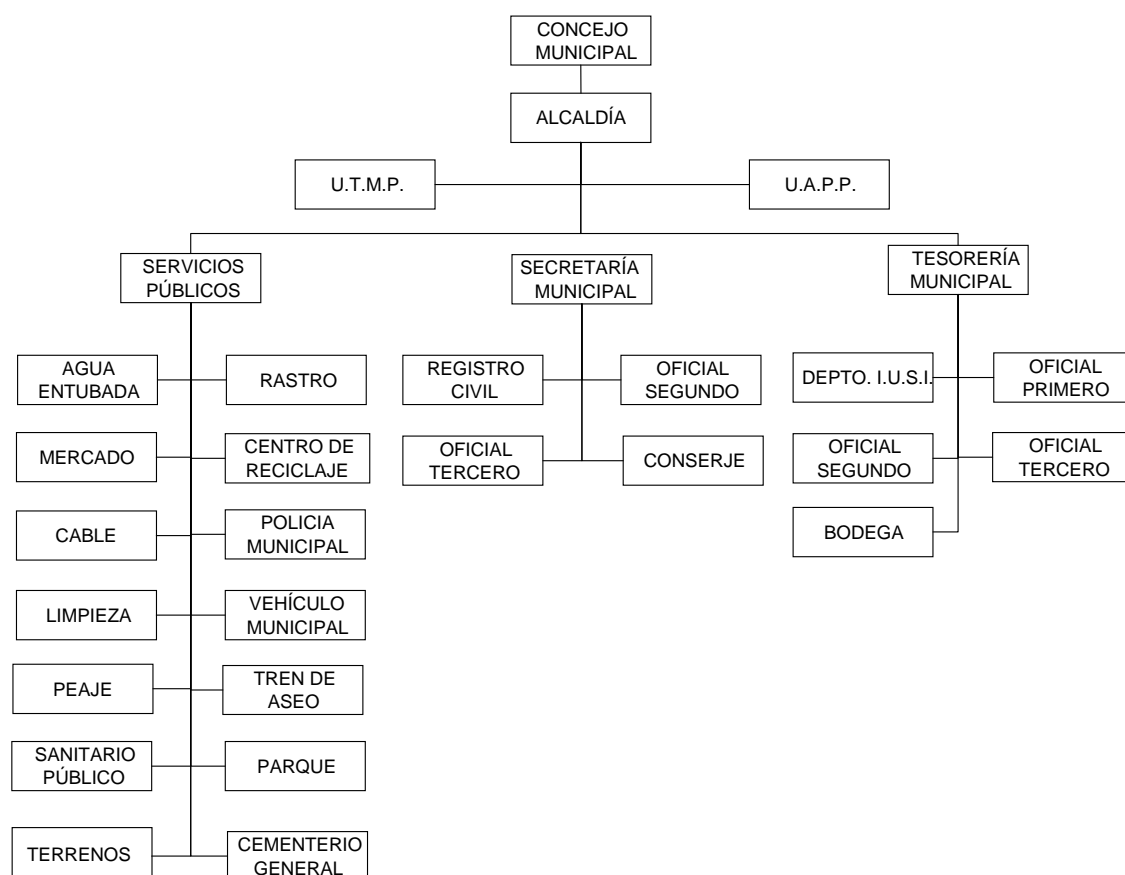 CONCEJO
MUNICIPAL
ALCALDÍA
U.T.M.P.
U.A.P.P.
SERVICIOS
PÚBLICOS
SECRETARÍA
MUNICIPAL
TESORERÍA
MUNICIPAL
AGUA
ENTUBADA
RASTRO
MERCADO
CENTRO DE
RECICLAJE
CABLE
POLICIA
MUNICIPAL
LIMPIEZA
VEHÍCULO
MUNICIPAL
PEAJE
TREN DE
ASEO
SANITARIO
PÚBLICO
PARQUE
TERRENOS
CEMENTERIO
GENERAL
REGISTRO
CIVIL
OFICIAL
SEGUNDO
OFICIAL
TERCERO
CONSERJE
DEPTO. I.U.S.I.
OFICIAL
PRIMERO
OFICIAL
SEGUNDO
OFICIAL
TERCERO
BODEGA